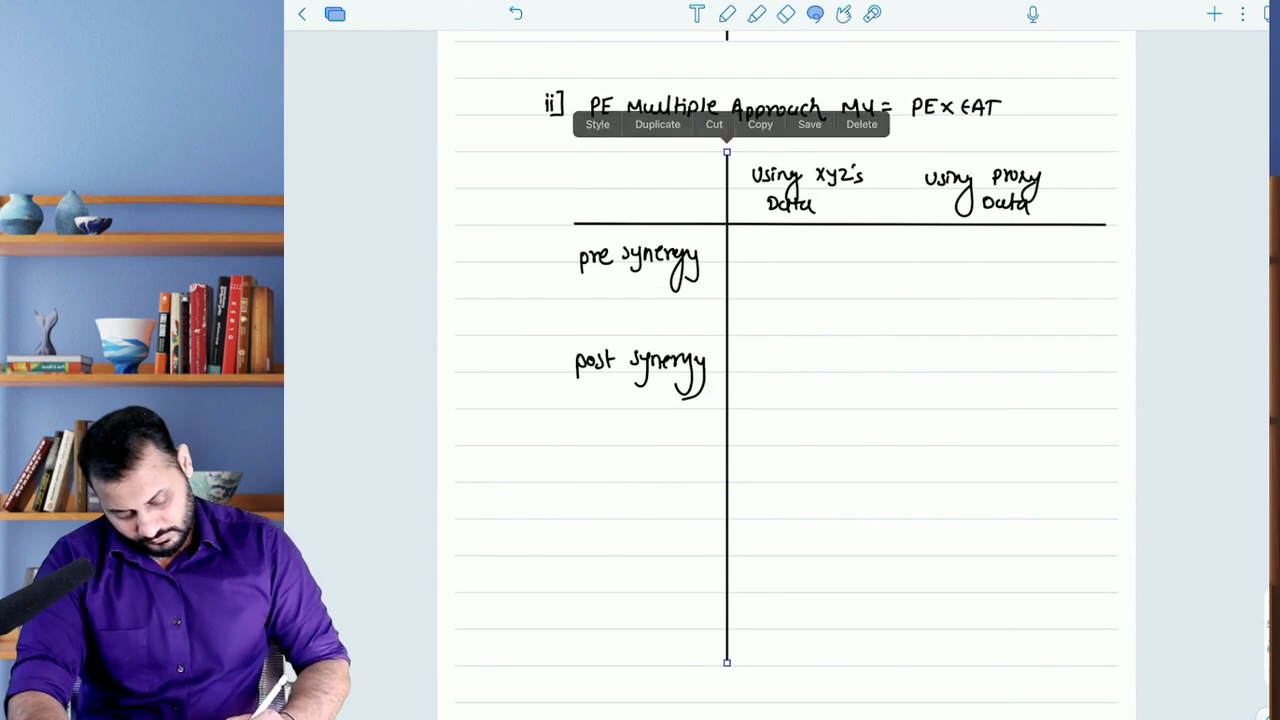 ii] PE Multiple Approach MV = PE x EAT
Style Duplicate Cut Copy Save Delete
Using XYZ's Data
Using Proxy Data
pre synergy
post synergy